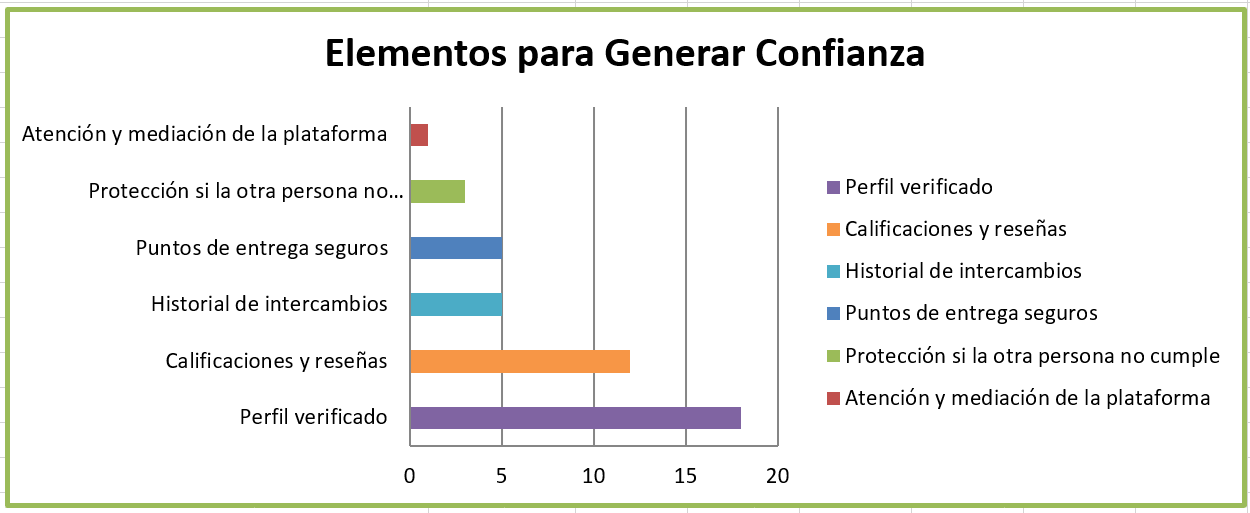 Elementos para Generar Confianza
Atención y mediación de la plataforma
Protección si la otra persona no...
Puntos de entrega seguros
Historial de intercambios
Calificaciones y reseñas
Perfil verificado
0 5 10 15 20
Perfil verificado
Calificaciones y reseñas
Historial de intercambios
Puntos de entrega seguros
Protección si la otra persona no cumple
Atención y mediación de la plataforma